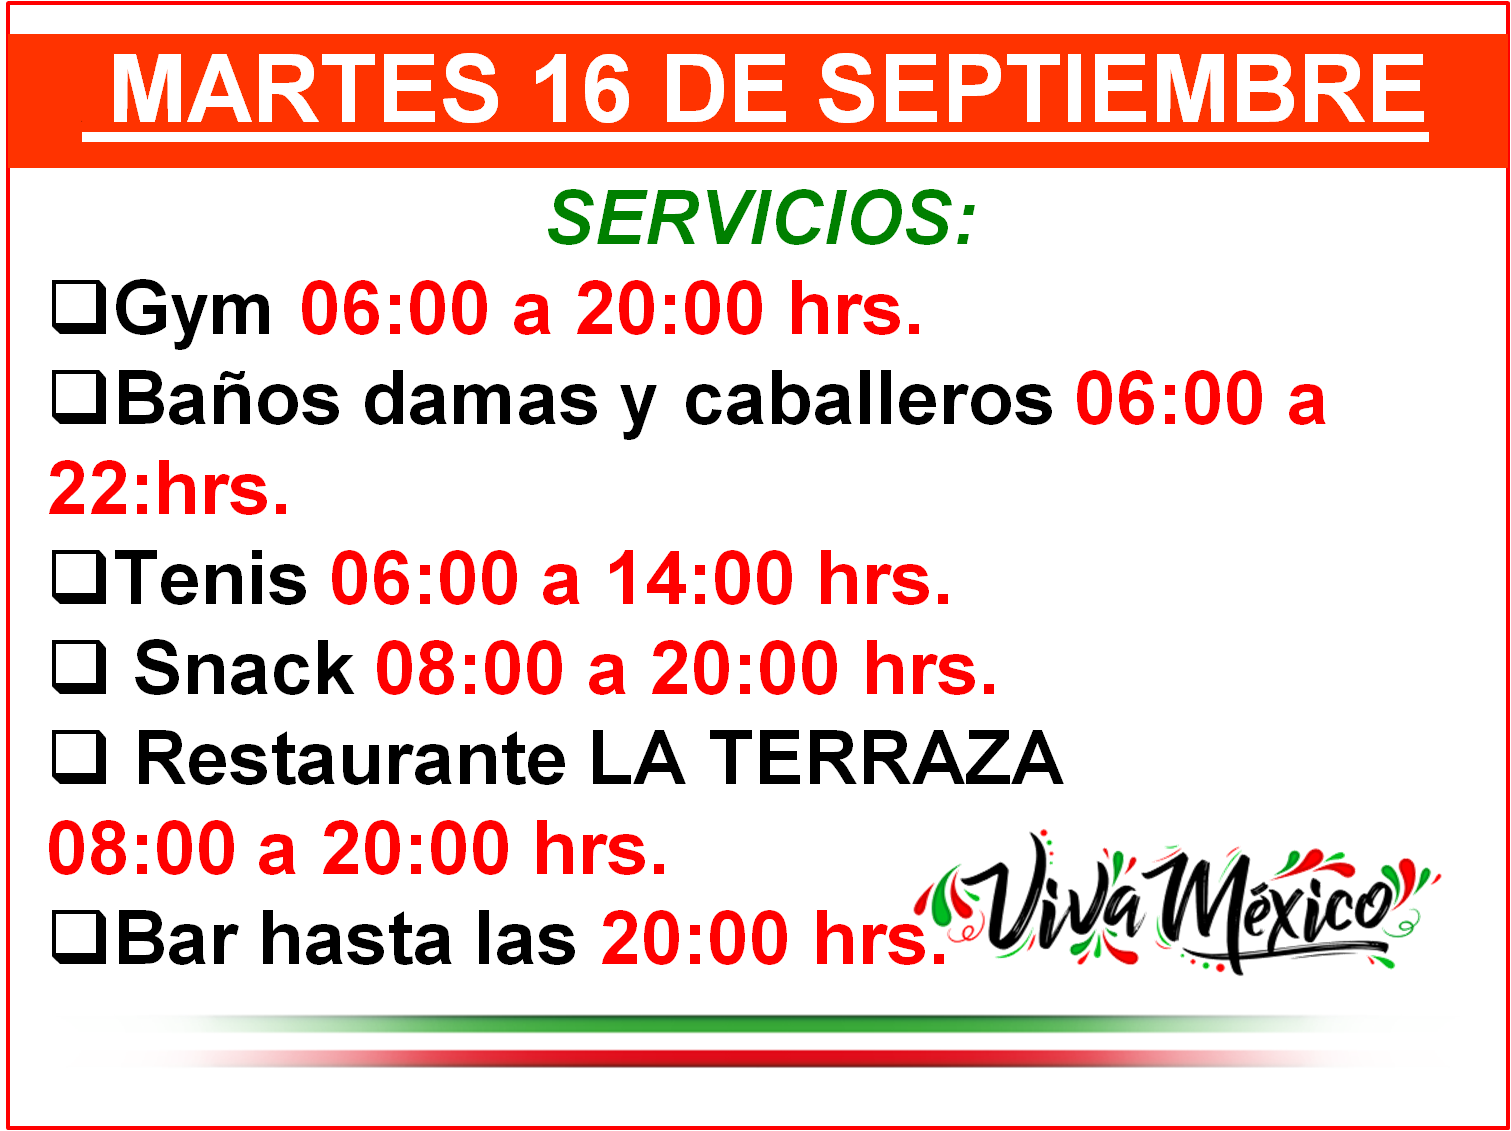 MARTES 16 DE SEPTIEMBRE
SERVICIOS:
❑Gym 06:00 a 20:00 hrs.
❑Baños damas y caballeros 06:00 a
22:hrs.
❑Tenis 06:00 a 14:00 hrs.
❑ Snack 08:00 a 20:00 hrs.
❑ Restaurante LA TERRAZA
08:00 a 20:00 hrs.
❑Bar hasta las 20:00 hrs.
Viva México